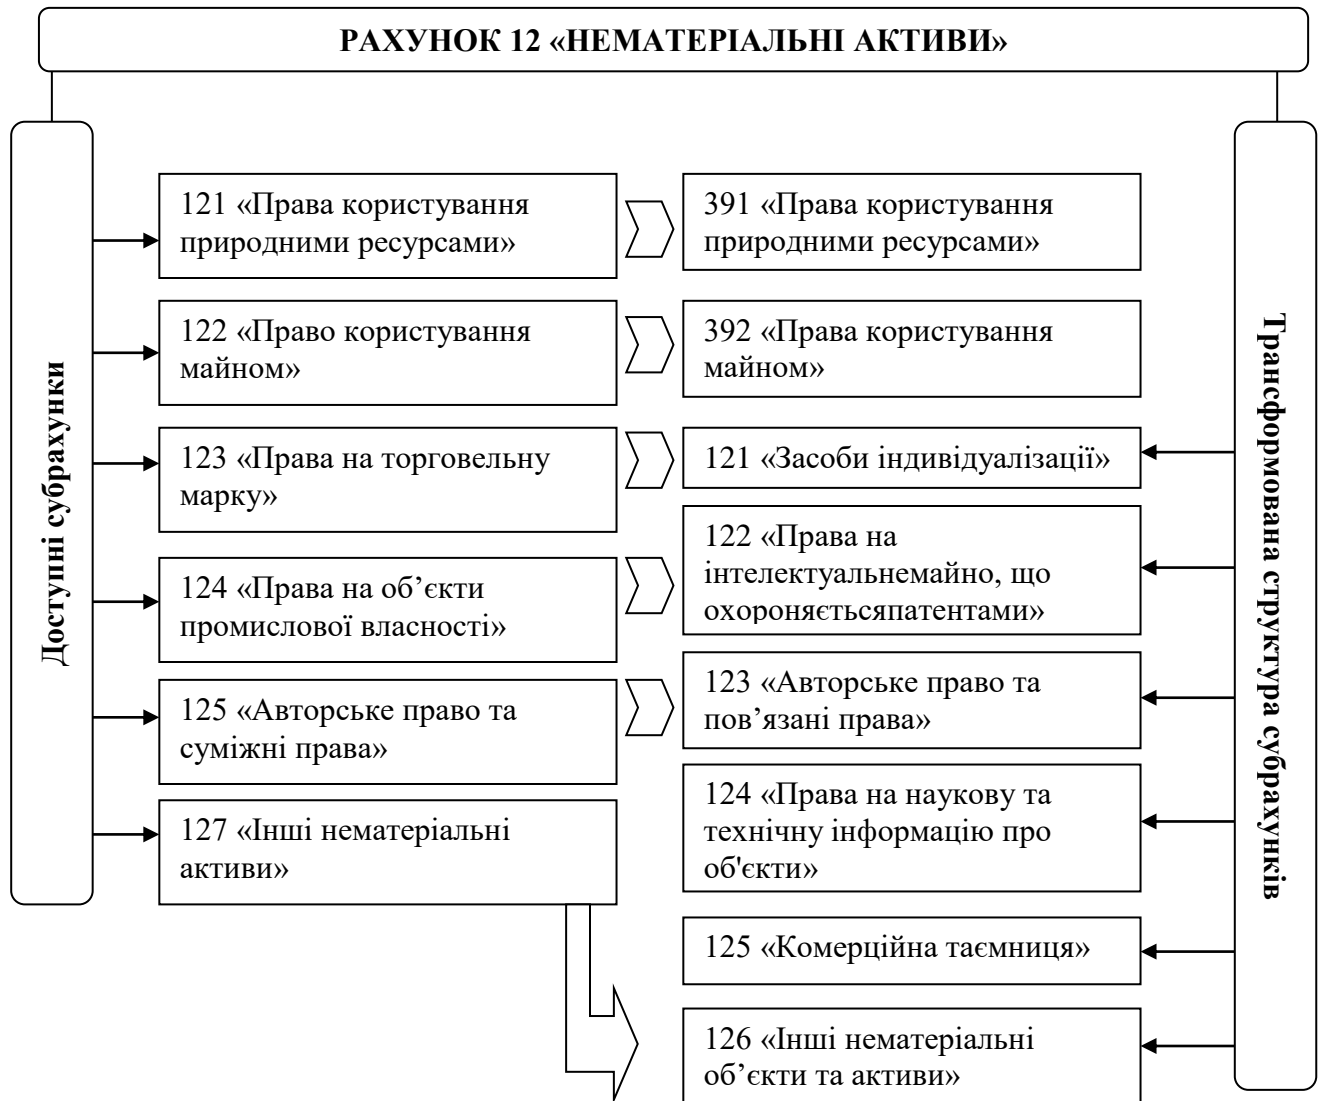 РАХУНОК 12 «НЕМАТЕРІАЛЬНІ АКТИВИ»
Доступні субрахунки
121 «Права користування
природними ресурсами»
122 «Право користування
майном»
123 «Права на торговельну
марку»
124 «Права на об’єкти
промислової власності»
125 «Авторське право та
суміжні права»
127 «Інші нематеріальні
активи»
391 «Права користування
природними ресурсами»
392 «Права користування
майном»
121 «Засоби індивідуалізації»
122 «Права на
інтелектуальнемайно, що
охороняєтьсяпатентами»
123 «Авторське право та
пов’язані права»
124 «Права на наукову та
технічну інформацію про
об'єкти»
125 «Комерційна таємниця»
126 «Інші нематеріальні
об’єкти та активи»
Трансформована структура субрахунків